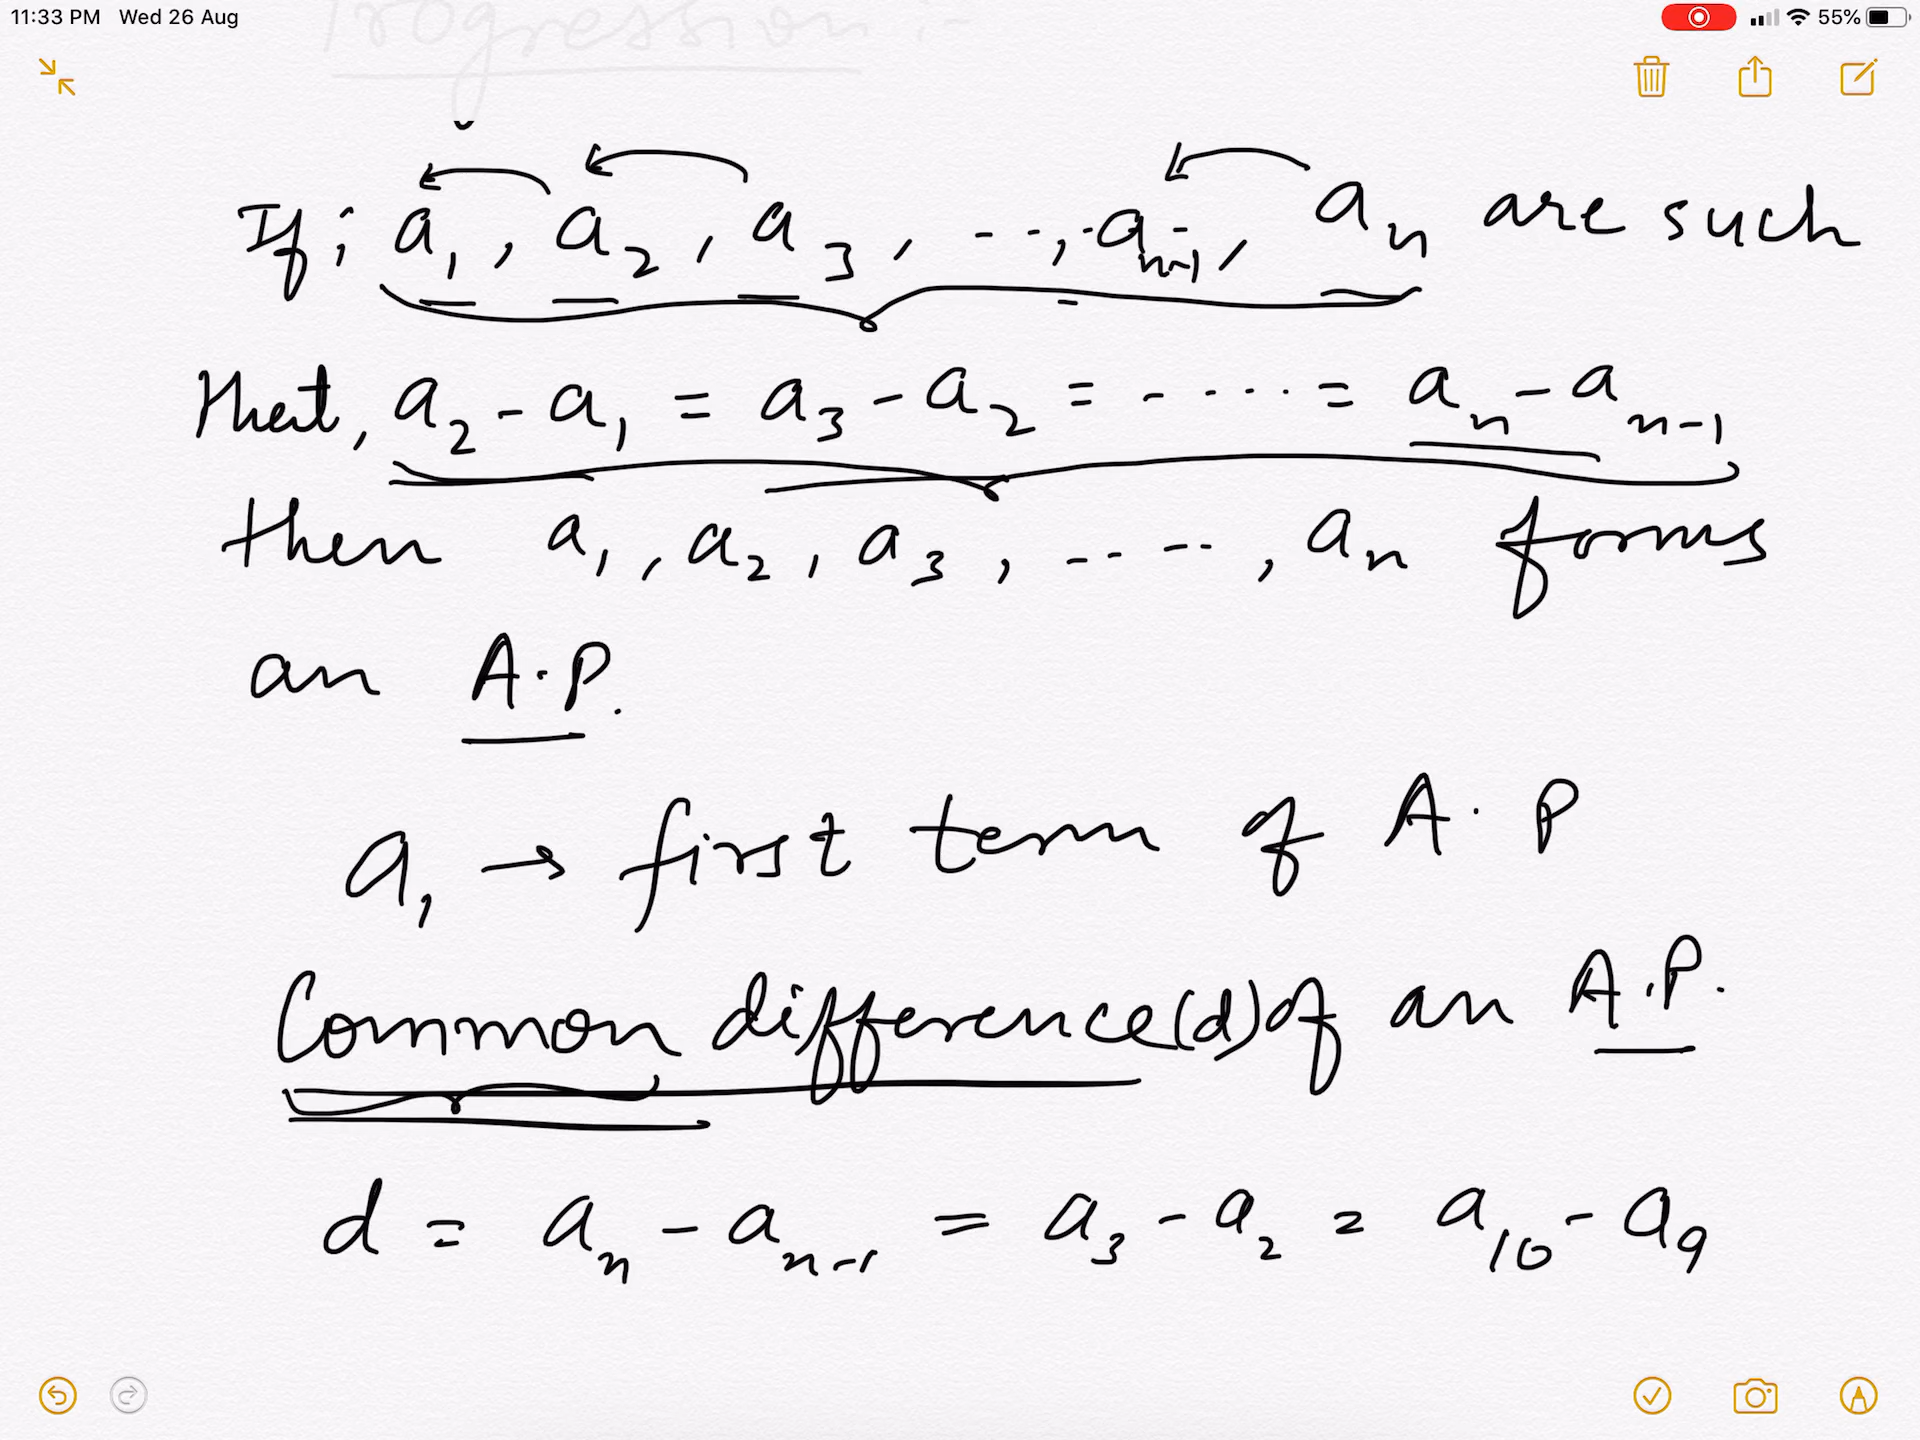 11:33 PM Wed 26 Aug 55%
Progression :-
If; a₁, a₂, a₃, - - -, aₙ₋₁, aₙ are such
that, a₂ - a₁ = a₃ - a₂ = - - · · · = aₙ - aₙ₋₁
then a₁, a₂, a₃, - - - - -, aₙ forms
an A.P.
a₁ → first term of A.P
Common difference(d) of an A.P.
d = aₙ - aₙ₋₁ = a₃ - a₂ = a₁₀ - a₉